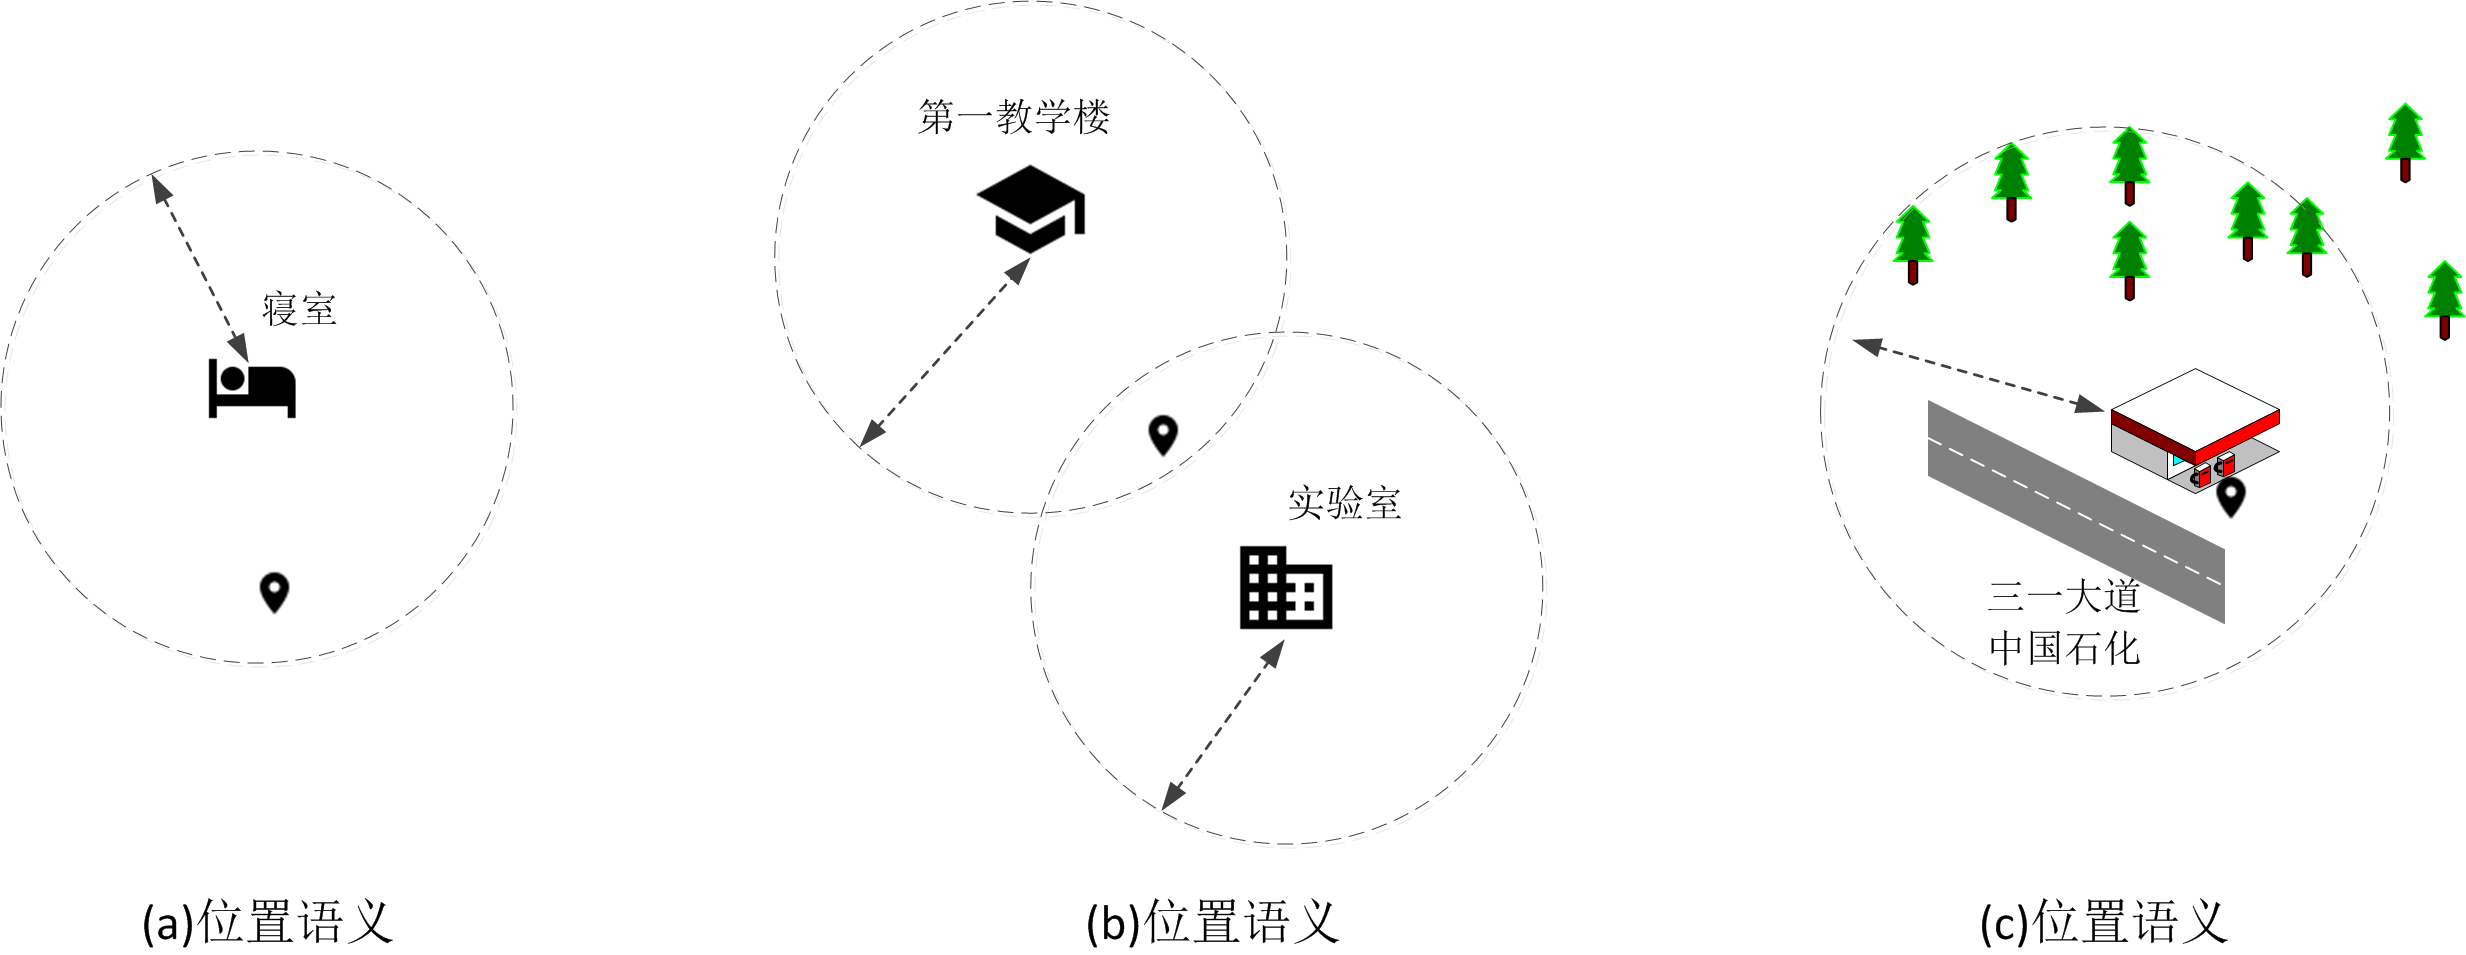 寝室
(a)位置语义
第一教学楼
实验室
(b)位置语义
三一大道
中国石化
(c)位置语义